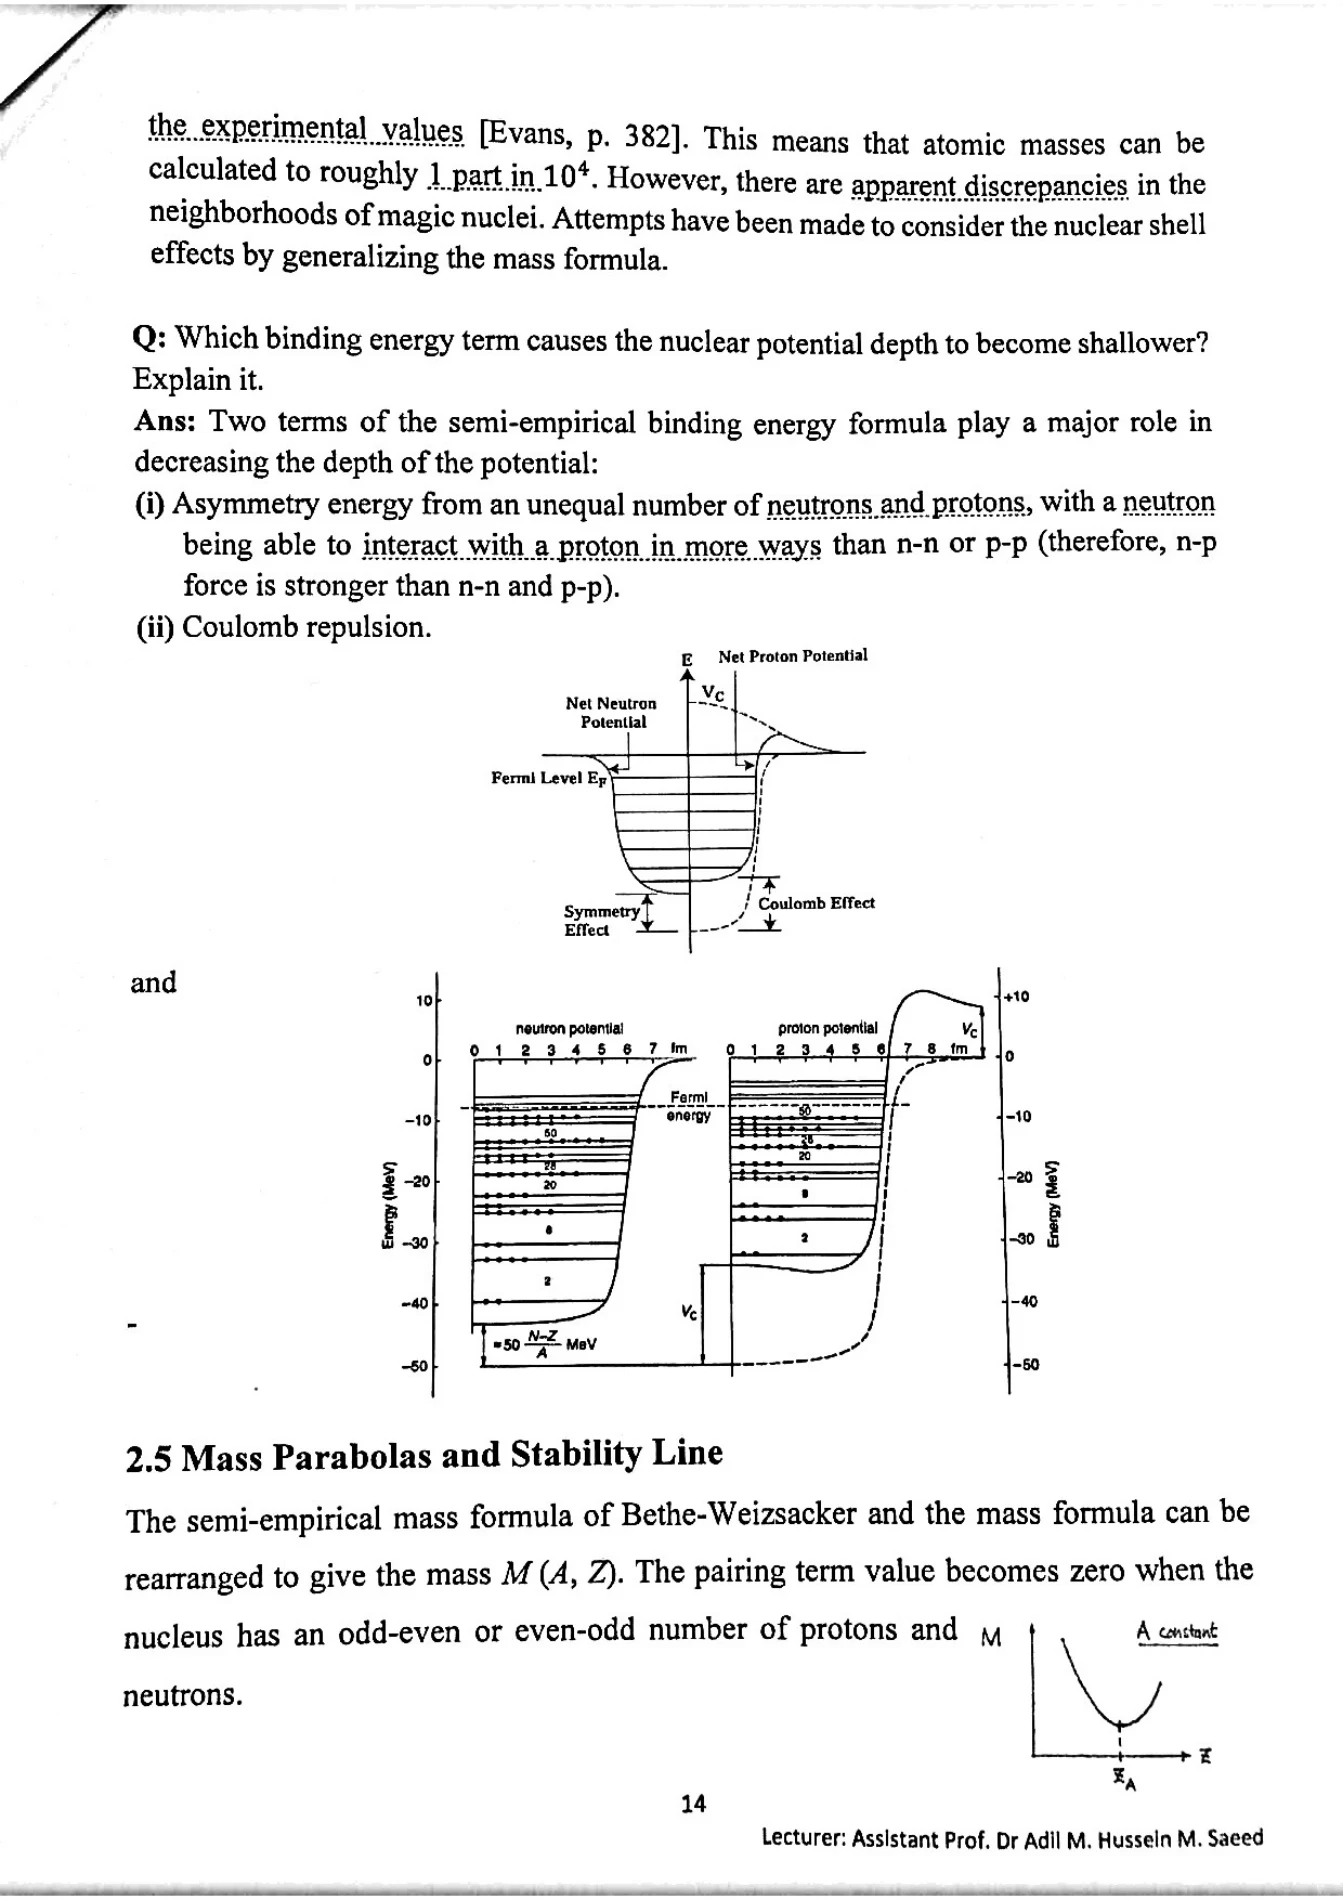 the experimental values [Evans, p. 382]. This means that atomic masses can be
calculated to roughly 1 part in 10⁴. However, there are apparent discrepancies in the
neighborhoods of magic nuclei. Attempts have been made to consider the nuclear shell
effects by generalizing the mass formula.
Q: Which binding energy term causes the nuclear potential depth to become shallower?
Explain it.
Ans: Two terms of the semi-empirical binding energy formula play a major role in
decreasing the depth of the potential:
(i) Asymmetry energy from an unequal number of neutrons and protons, with a neutron
being able to interact with a proton in more ways than n-n or p-p (therefore, n-p
force is stronger than n-n and p-p).
(ii) Coulomb repulsion.
E Net Proton Potential
Vc
Net Neutron
Potential
Fermi Level EF
Symmetry
Effect
Coulomb Effect
and
10
0
-10
-20
-30
-40
-50
Energy (MeV)
neutron potential
0 1 2 3 4 5 6 7 fm
50
28
20
8
2
≈50 N-Z/A MeV
Fermi
energy
proton potential
0 1 2 3 4 5 6 7 8 fm
Vc
50
28
20
8
2
Vc
+10
0
-10
-20
-30
-40
-50
Energy (MeV)
2.5 Mass Parabolas and Stability Line
The semi-empirical mass formula of Bethe-Weizsacker and the mass formula can be
rearranged to give the mass M (A, Z). The pairing term value becomes zero when the
nucleus has an odd-even or even-odd number of protons and
neutrons.
M
A constant
Z
ZA
14
Lecturer: Assistant Prof. Dr Adil M. Hussein M. Saeed